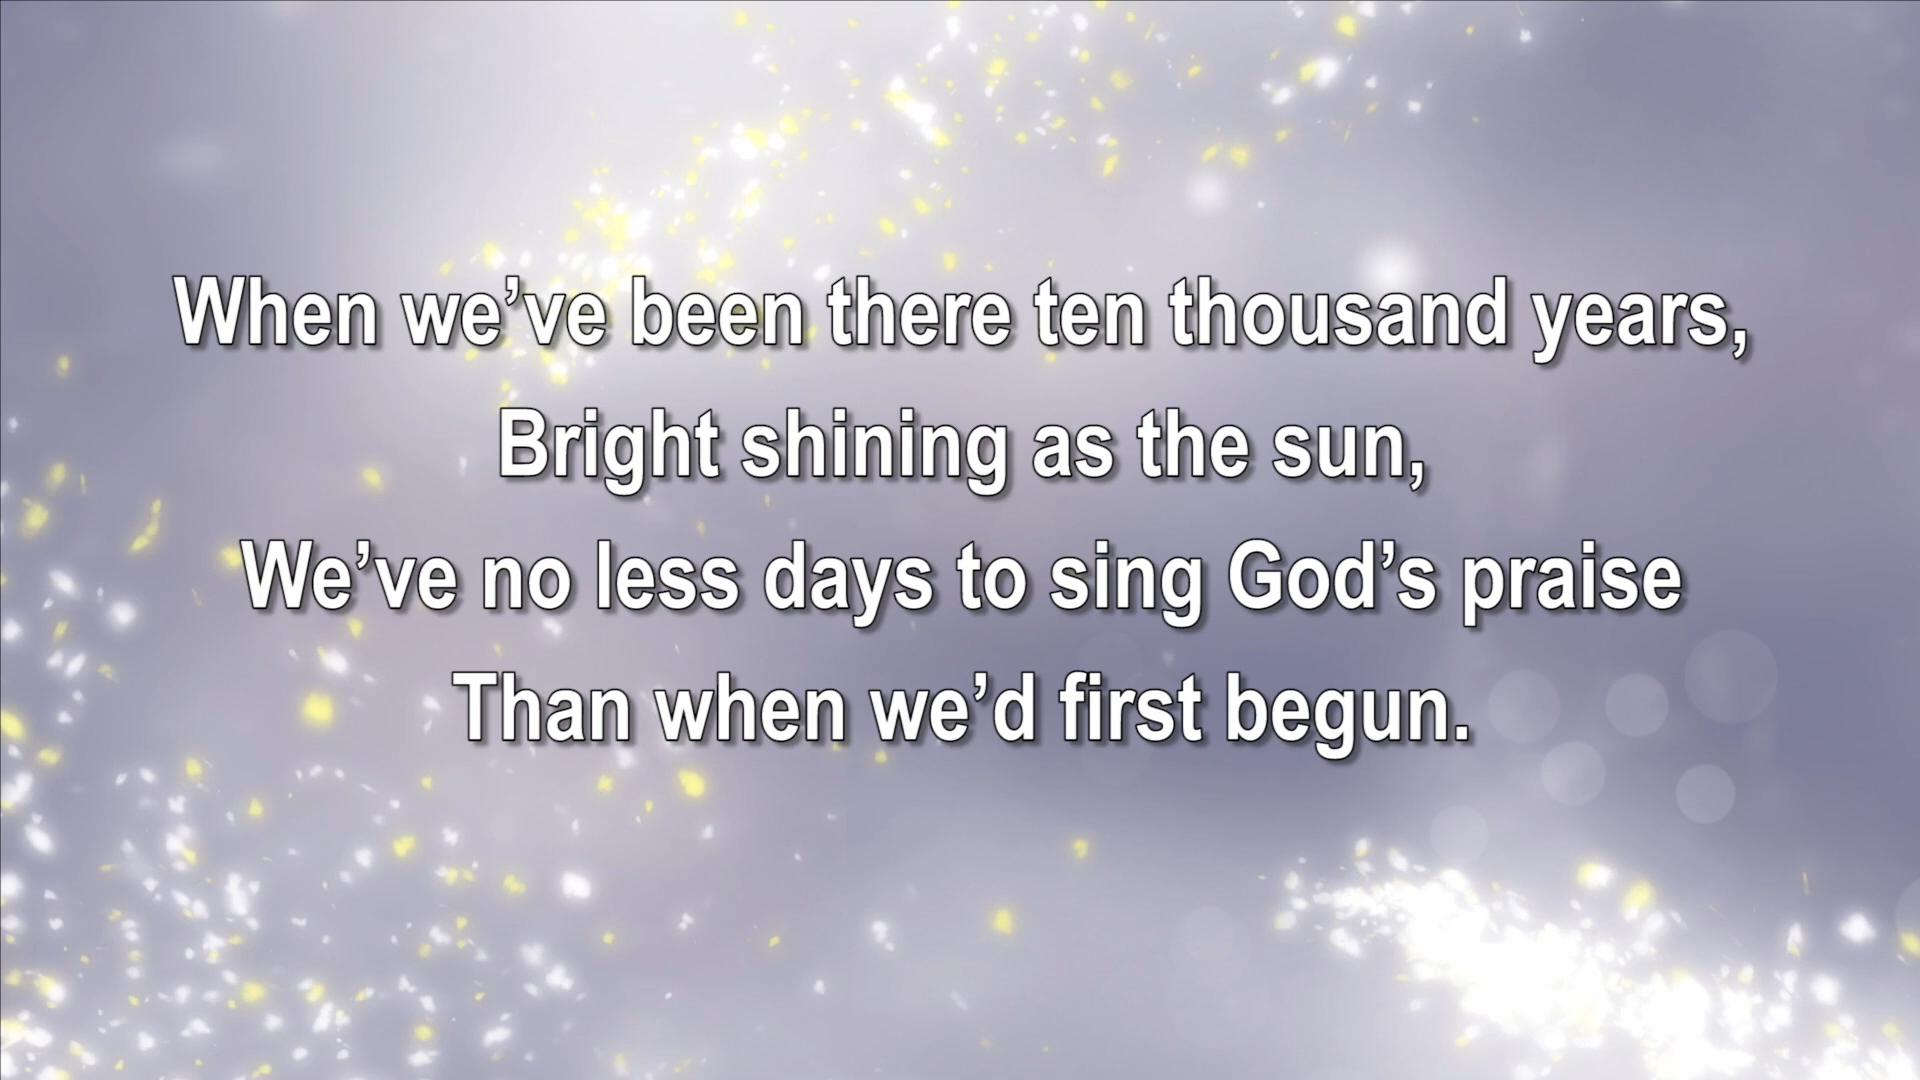 When we’ve been there ten thousand years,
Bright shining as the sun,
We’ve no less days to sing God’s praise
Than when we’d first begun.